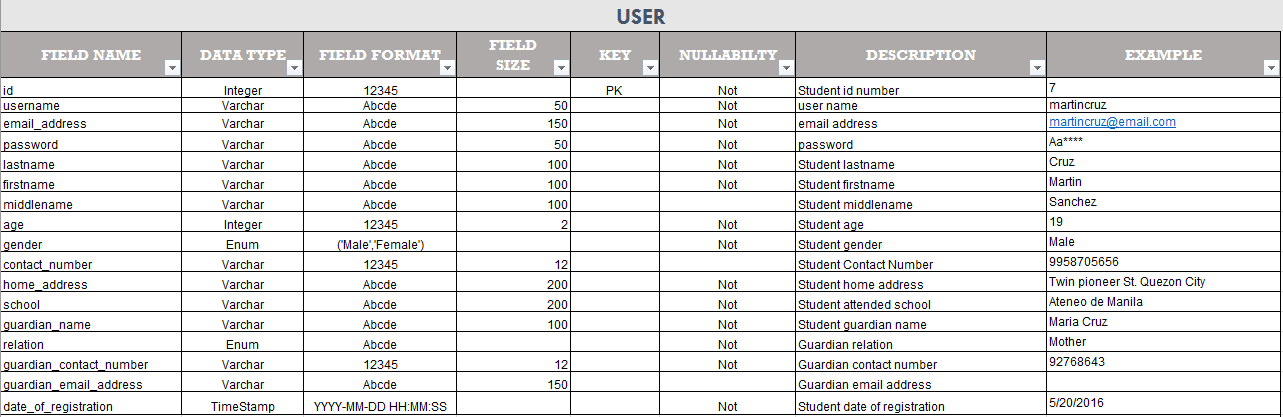 USER
FIELD NAME DATA TYPE FIELD FORMAT FIELD SIZE KEY NULLABILTY DESCRIPTION EXAMPLE
id Integer 12345 PK Not Student id number 7
username Varchar Abcde 50 Not user name martincruz
email_address Varchar Abcde 150 Not email address martincruz@email.com
password Varchar Abcde 50 Not password Aa****
lastname Varchar Abcde 100 Not Student lastname Cruz
firstname Varchar Abcde 100 Not Student firstname Martin
middlename Varchar Abcde 100 Student middlename Sanchez
age Integer 12345 2 Not Student age 19
gender Enum ('Male','Female') Not Student gender Male
contact_number Varchar 12345 12 Student Contact Number 9958705656
home_address Varchar Abcde 200 Not Student home address Twin pioneer St. Quezon City
school Varchar Abcde 200 Not Student attended school Ateneo de Manila
guardian_name Varchar Abcde 100 Not Student guardian name Maria Cruz
relation Enum Abcde Not Guardian relation Mother
guardian_contact_number Varchar 12345 12 Not Guardian contact number 92768643
guardian_email_address Varchar Abcde 150 Guardian email address
date_of_registration TimeStamp YYYY-MM-DD HH:MM:SS Not Student date of registration 5/20/2016